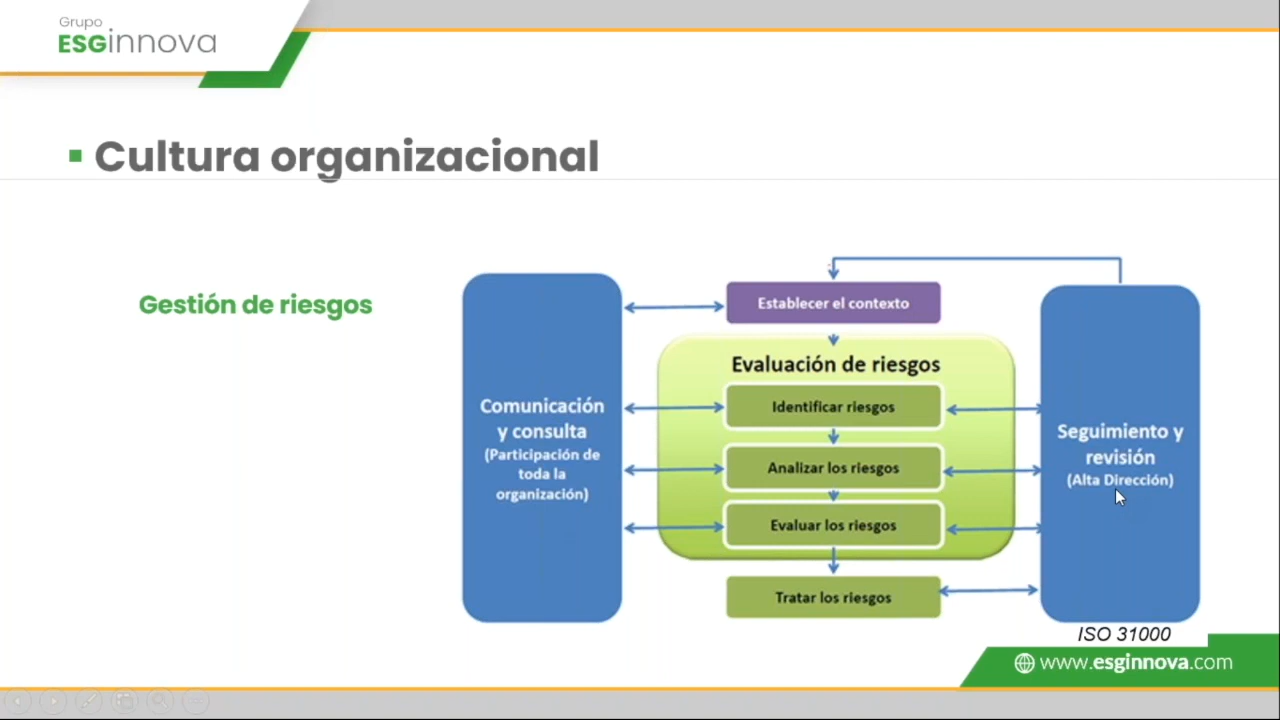 Grupo
ESGinnova
Cultura organizacional
Gestión de riesgos
Comunicación
y consulta
(Participación de
toda la
organización)
Establecer el contexto
Evaluación de riesgos
Identificar riesgos
Analizar los riesgos
Evaluar los riesgos
Tratar los riesgos
Seguimiento y
revisión
(Alta Dirección)
ISO 31000
www.esginnova.com